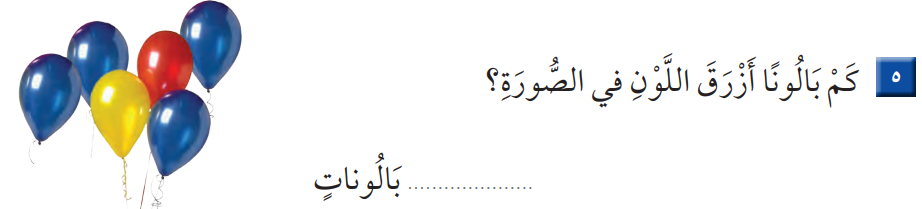 ٥ كَمْ بَالُونًا أَزْرَقَ اللَّوْنِ في الصُّورَةِ؟
..................... بَالُوناتٍ